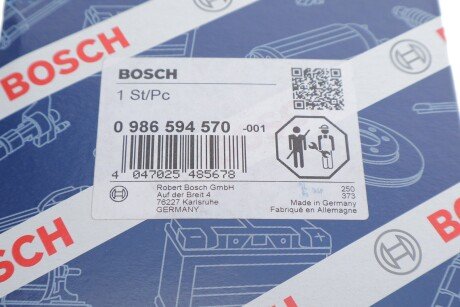 BOSCH
BOSCH
BOSCH
1 St/Pc
0 986 594 570 -001
4 047025 485678
Robert Bosch GmbH
Auf der Breit 4
76227 Karlsruhe
GERMANY
250
373
Made in Germany
Fabriqué en Allemagne
BOSCH
BOSCH